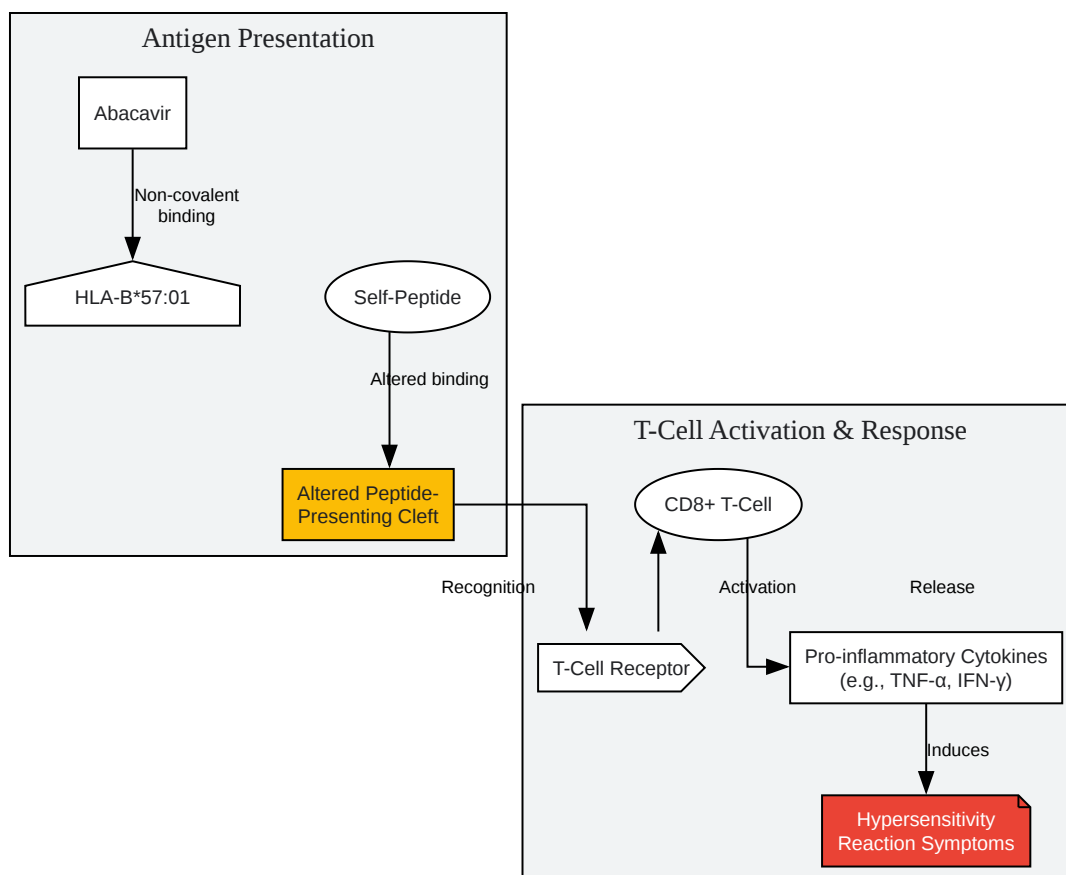 Antigen Presentation
Abacavir
Non-covalent
binding
HLA-B*57:01
Self-Peptide
Altered binding
Altered Peptide-
Presenting Cleft
T-Cell Activation & Response
CD8+ T-Cell
Recognition
Activation
Release
T-Cell Receptor
Pro-inflammatory Cytokines
(e.g., TNF-α, IFN-γ)
Induces
Hypersensitivity
Reaction Symptoms